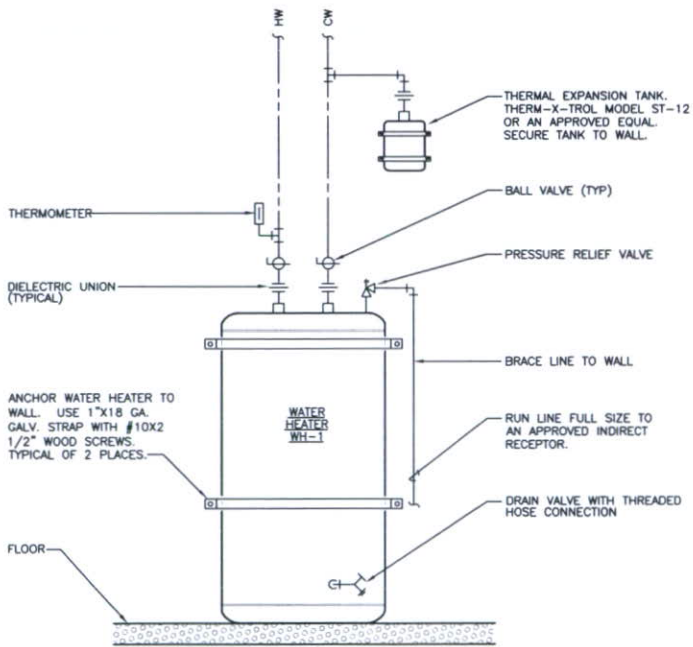 HW
CW
THERMAL EXPANSION TANK.
THERM-X-TROL MODEL ST-12
OR AN APPROVED EQUAL.
SECURE TANK TO WALL.
BALL VALVE (TYP)
THERMOMETER
PRESSURE RELIEF VALVE
DIELECTRIC UNION
(TYPICAL)
BRACE LINE TO WALL
ANCHOR WATER HEATER TO
WALL. USE 1"X18 GA.
GALV. STRAP WITH #10X2
1/2" WOOD SCREWS.
TYPICAL OF 2 PLACES.
WATER
HEATER
WH-1
RUN LINE FULL SIZE TO
AN APPROVED INDIRECT
RECEPTOR.
DRAIN VALVE WITH THREADED
HOSE CONNECTION
FLOOR